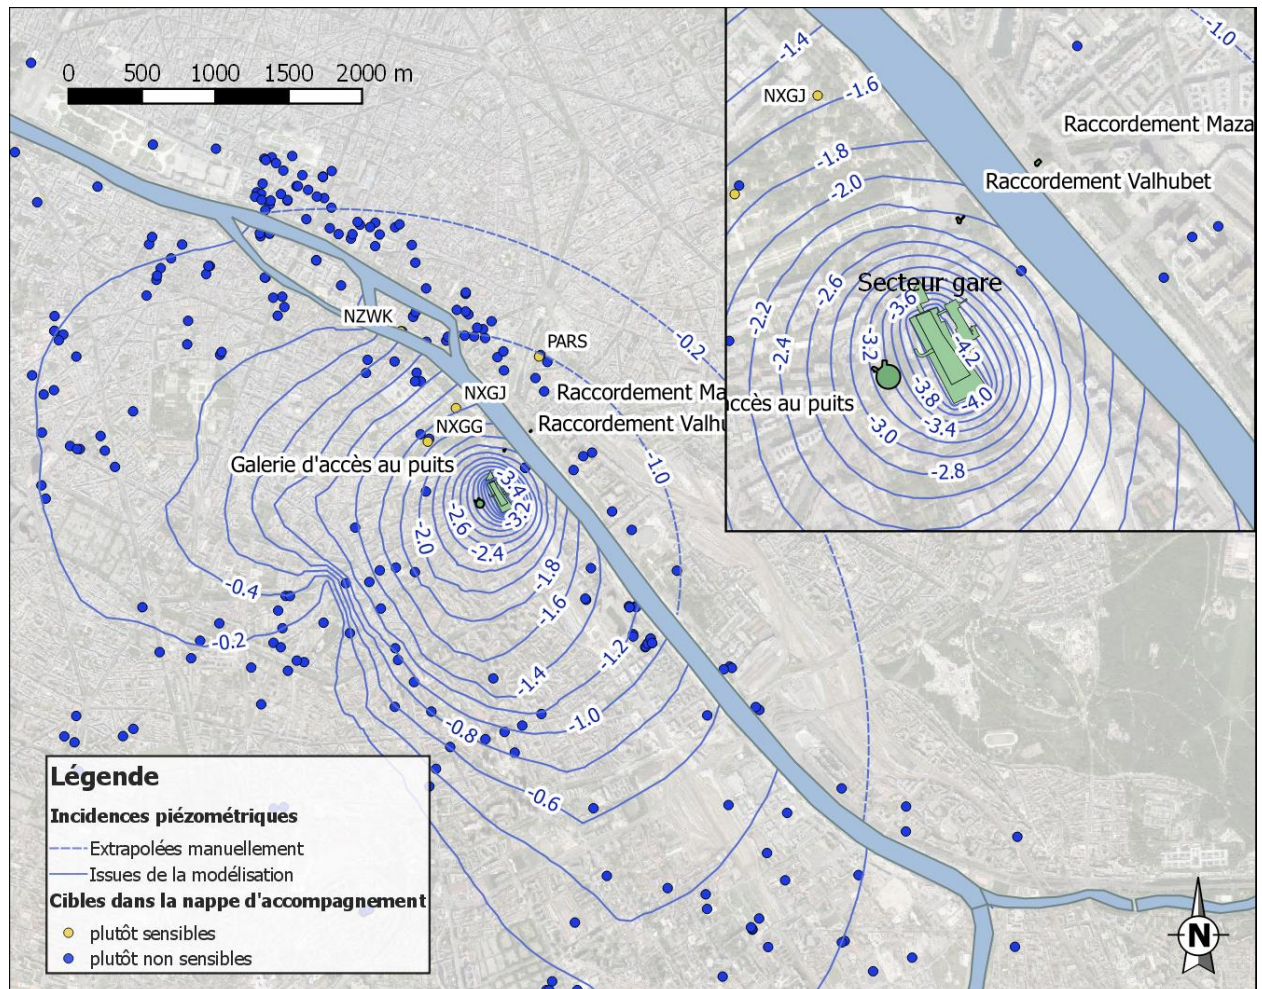 0 500 1000 1500 2000 m
NZWK
PARS
NXGJ
NXGG
Raccordement Ma
Raccordement Valhu
Galerie d'accès au puits
-0.2
-1.0
-3.4
-3.2
-2.6
-2.4
-2.0
-1.8
-1.6
-1.4
-1.2
-1.0
-0.8
-0.6
-0.4
-0.2
-1.4
-1.0
NXGJ
-1.6
Raccordement Maza
-1.8
Raccordement Valhubet
-2.0
Secteur gare
-2.6
-3.6
-2.2
-2.4
-3.2
-4.2
-3.8
-4.0
accès au puits
-3.0
-3.4
-2.8
Légende
Incidences piézométriques
Extrapolées manuellement
Issues de la modélisation
Cibles dans la nappe d'accompagnement
plutôt sensibles
plutôt non sensibles
N